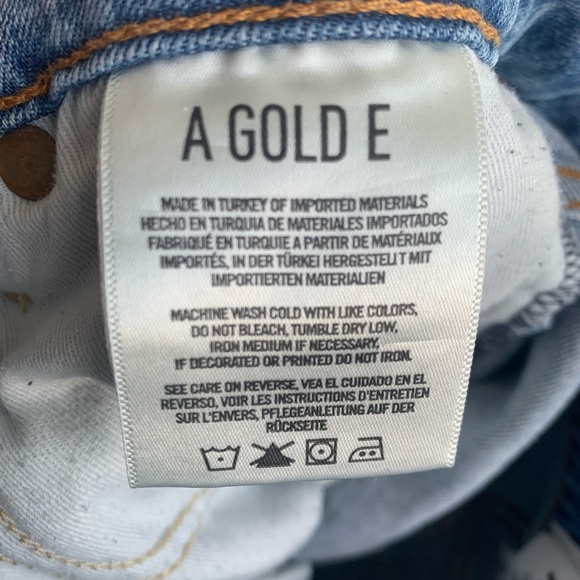 A GOLD E
MADE IN TURKEY OF IMPORTED MATERIALS
HECHO EN TURQUIA DE MATERIALES IMPORTADOS
FABRIQUÉ EN TURQUIE A PARTIR DE MATÉRIAUX
IMPORTÉS, IN DER TÜRKEI HERGESTELLT MIT
IMPORTIERTEN MATERIALIEN
MACHINE WASH COLD WITH LIKE COLORS,
DO NOT BLEACH, TUMBLE DRY LOW,
IRON MEDIUM IF NECESSARY.
IF DECORATED OR PRINTED DO NOT IRON.
SEE CARE ON REVERSE, VEA EL CUIDADO EN EL
REVERSO, VOIR LES INSTRUCTIONS D'ENTRETIEN
SUR L'ENVERS, PFLEGEANLEITUNG AUF DER
RÜCKSEITE